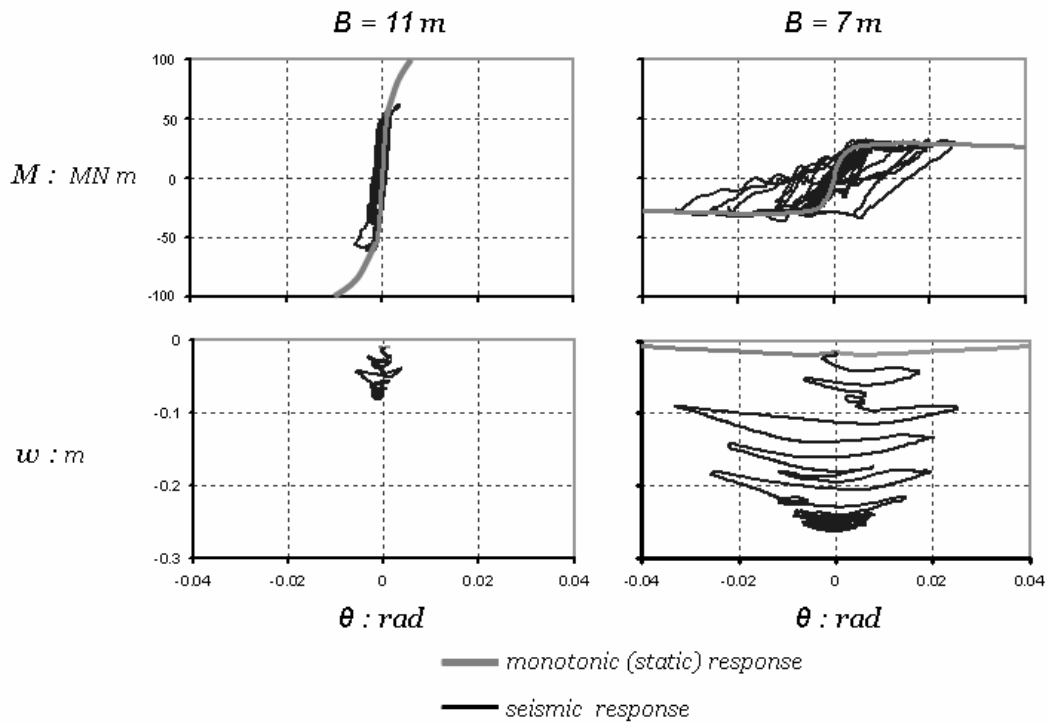 B = 11 m
B = 7 m
100
50
0
-50
-100
M : MN m
0
-0.1
-0.2
-0.3
w : m
-0.04 -0.02 0 0.02 0.04
-0.04 -0.02 0 0.02 0.04
θ : rad
θ : rad
monotonic (static) response
seismic response